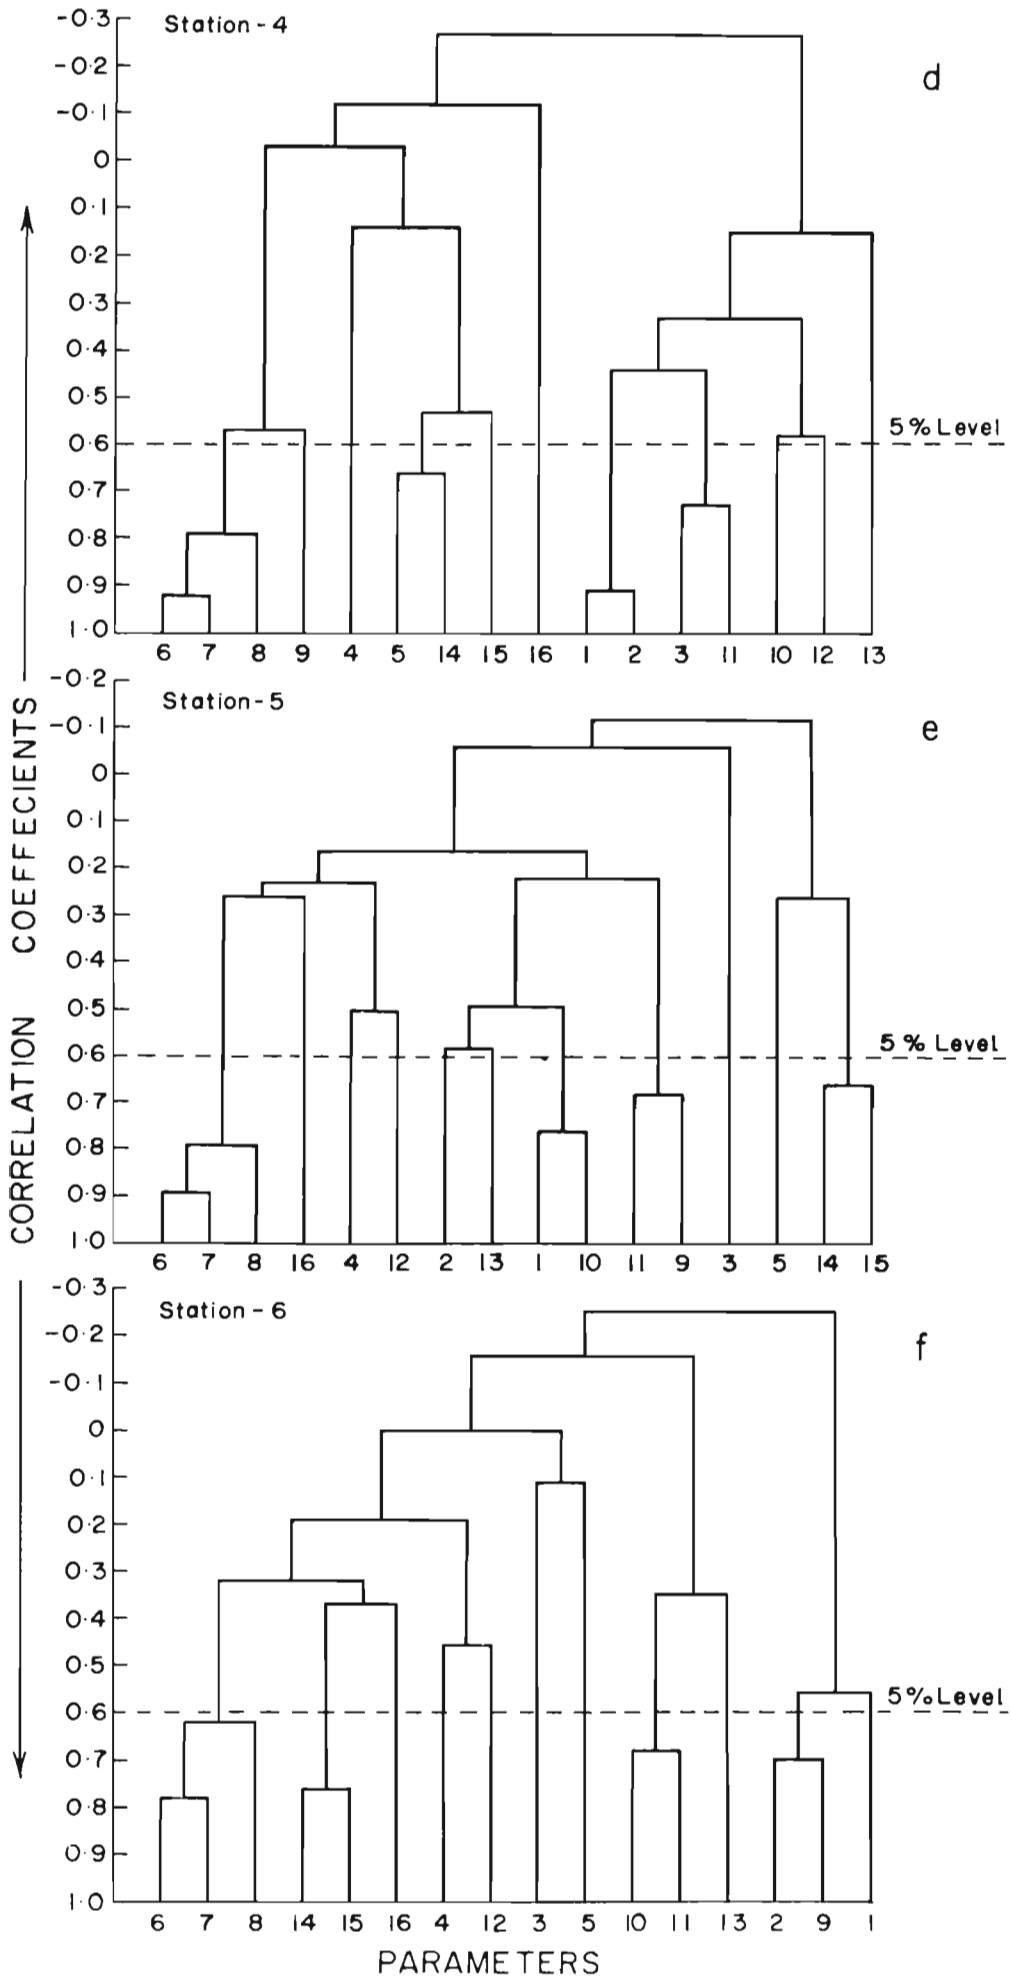 Station-4
d
-0.3
-0.2
-0.1
0
0.1
0.2
0.3
0.4
0.5
0.6
0.7
0.8
0.9
1.0
5% Level
6 7 8 9 4 5 14 15 16 1 2 3 11 10 12 13
Station-5
e
-0.2
-0.1
0
0.1
0.2
0.3
0.4
0.5
0.6
0.7
0.8
0.9
1.0
5% Level
6 7 8 16 4 12 2 13 1 10 11 9 3 5 14 15
Station-6
f
-0.3
-0.2
-0.1
0
0.1
0.2
0.3
0.4
0.5
0.6
0.7
0.8
0.9
1.0
5% Level
6 7 8 14 15 16 4 12 3 5 10 11 13 2 9 1
CORRELATION COEFFECIENTS
PARAMETERS